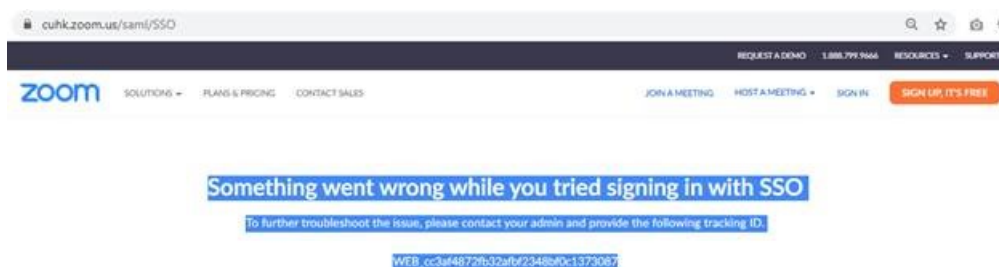 cuhk.zoom.us/saml/SSO
REQUEST A DEMO 1.888.799.9666 RESOURCES SUPPORT
zoom SOLUTIONS PLANS & PRICING CONTACT SALES JOIN A MEETING HOST A MEETING SIGN IN SIGN UP, IT'S FREE
Something went wrong while you tried signing in with SSO
To further troubleshoot the issue, please contact your admin and provide the following tracking ID.
WEB_cc3af4872fb32afbf2348bf0c1373087